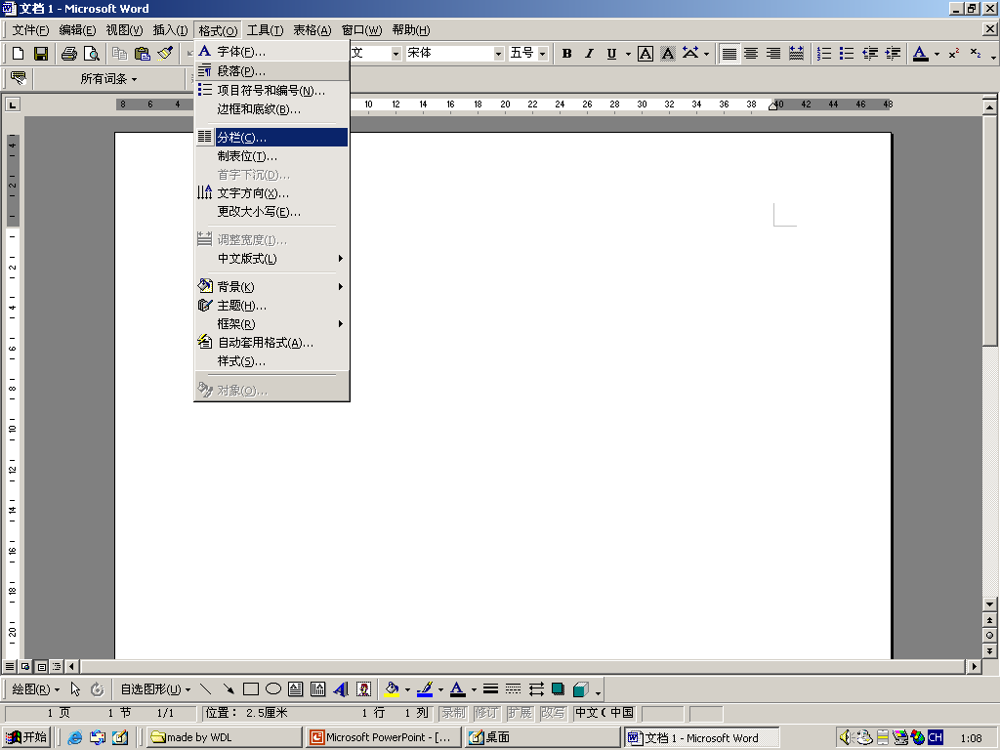 文档 1 - Microsoft Word
文件(F) 编辑(E) 视图(V) 插入(I) 格式(O) 工具(T) 表格(A) 窗口(W) 帮助(H)
文 宋体 五号 B I U A A A x² x₂
所有词条
字体(F)...
段落(P)...
项目符号和编号(N)...
边框和底纹(B)...
分栏(C)...
制表位(T)...
首字下沉(D)...
文字方向(X)...
更改大小写(E)...
调整宽度(I)...
中文版式(L)
背景(K)
主题(H)...
框架(R)
自动套用格式(A)...
样式(S)...
对象(O)...
8 6 4 10 12 14 16 18 20 22 24 26 28 30 32 34 36 38 40 42 44 46 48
4 2 2 4 6 8 10 12 14 16 18 20
绘图(R) 自选图形(U)
1 页 1 节 1/1 位置: 2.5厘米 1 行 1 列 录制 修订 扩展 改写 中文(中国
开始 made by WDL Microsoft PowerPoint - [... 桌面 文档 1 - Microsoft Word CH 1:08